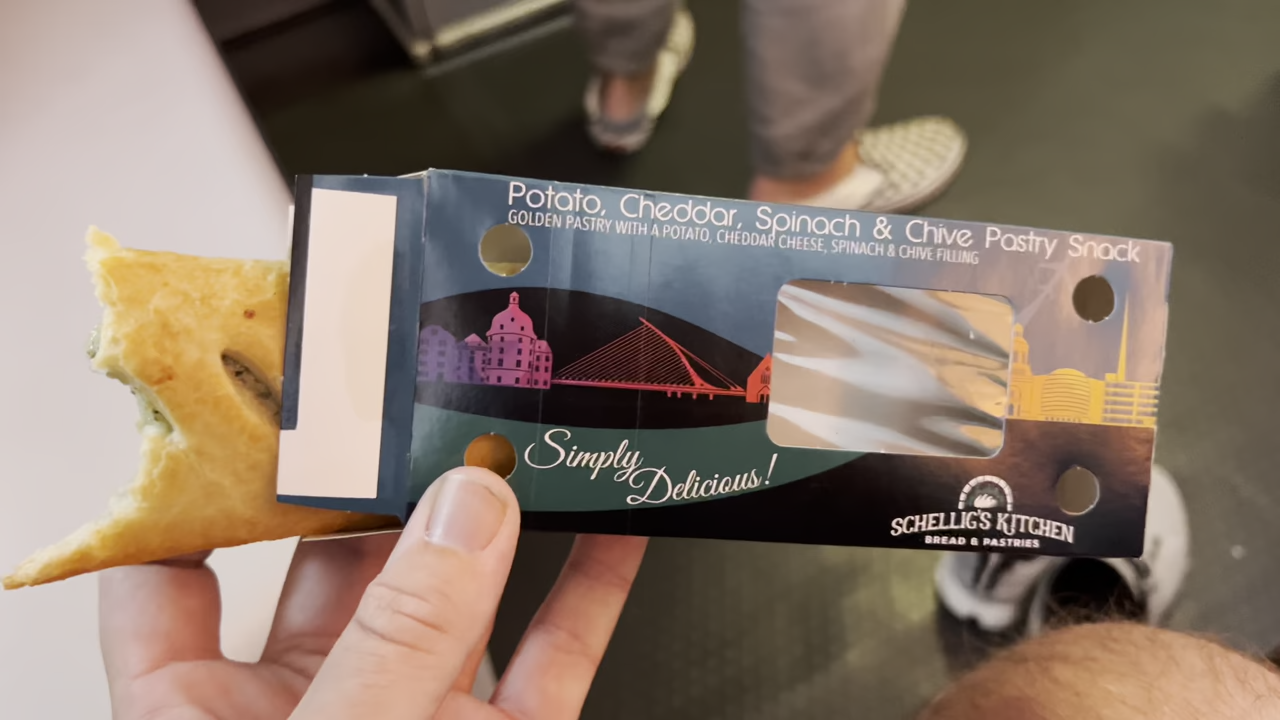 Potato, Cheddar, Spinach & Chive Pastry Snack
GOLDEN PASTRY WITH A POTATO, CHEDDAR CHEESE, SPINACH & CHIVE FILLING
Simply
Delicious!
SCHELLIG'S KITCHEN
BREAD & PASTRIES